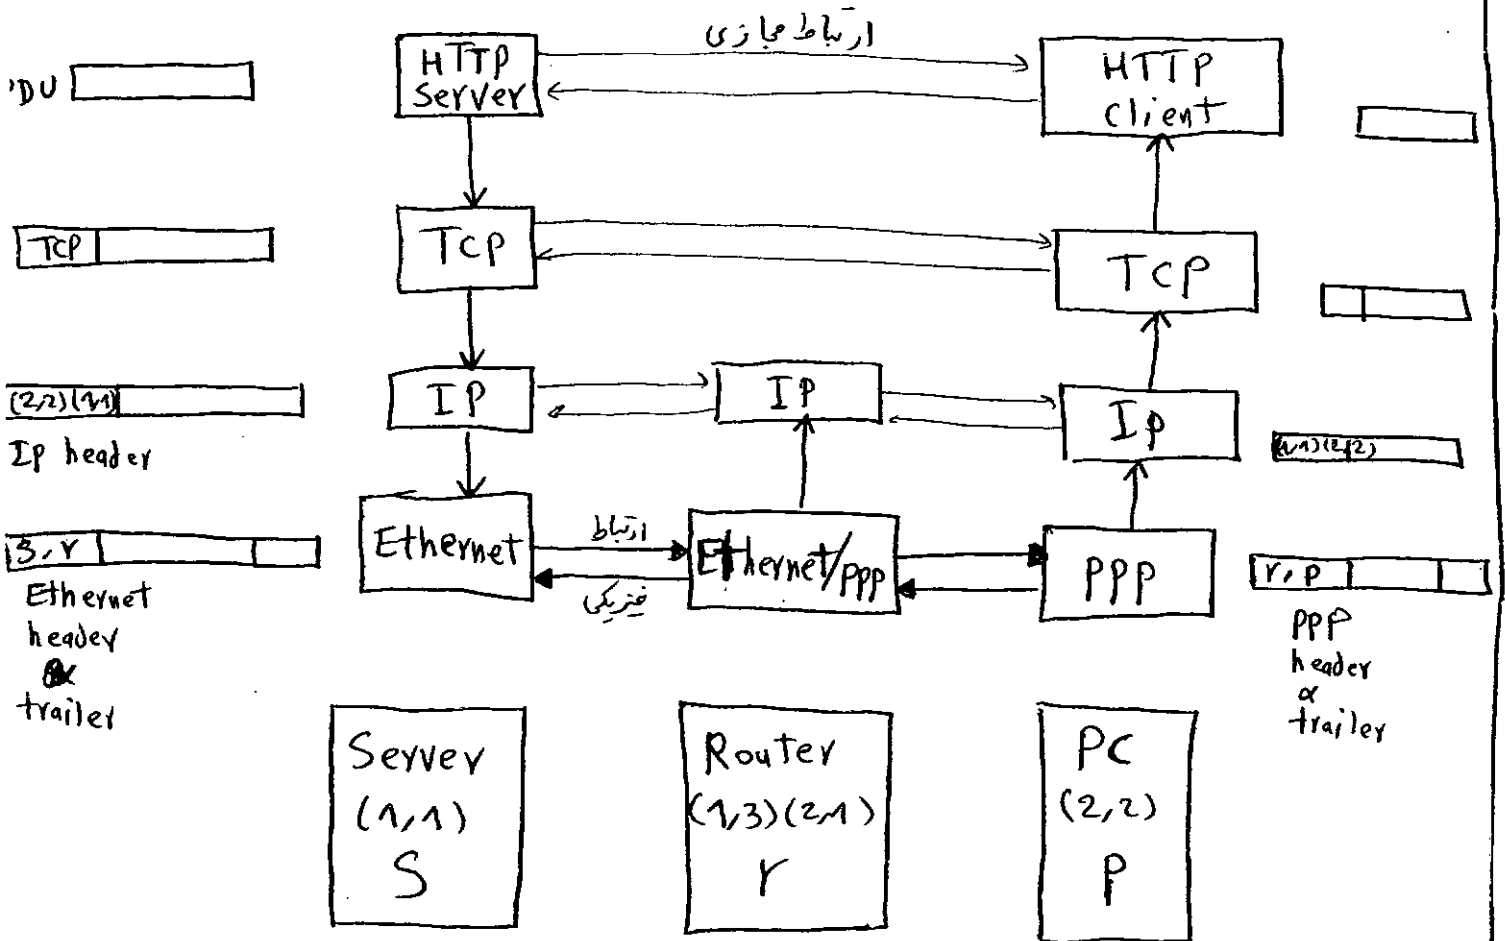 ارتباط مجازی
'DU
HTTP
Server
HTTP
Client
TCP
TCP
TCP
(2,2)(1,1)
IP
IP
IP
(1,1)(2,2)
Ip header
S, r
Ethernet
ارتباط
فیزیکی
Ethernet/PPP
PPP
r, p
Ethernet
header
&
trailer
PPP
header
&
trailer
Server
(1,1)
S
Router
(1,3)(2,1)
r
PC
(2,2)
P